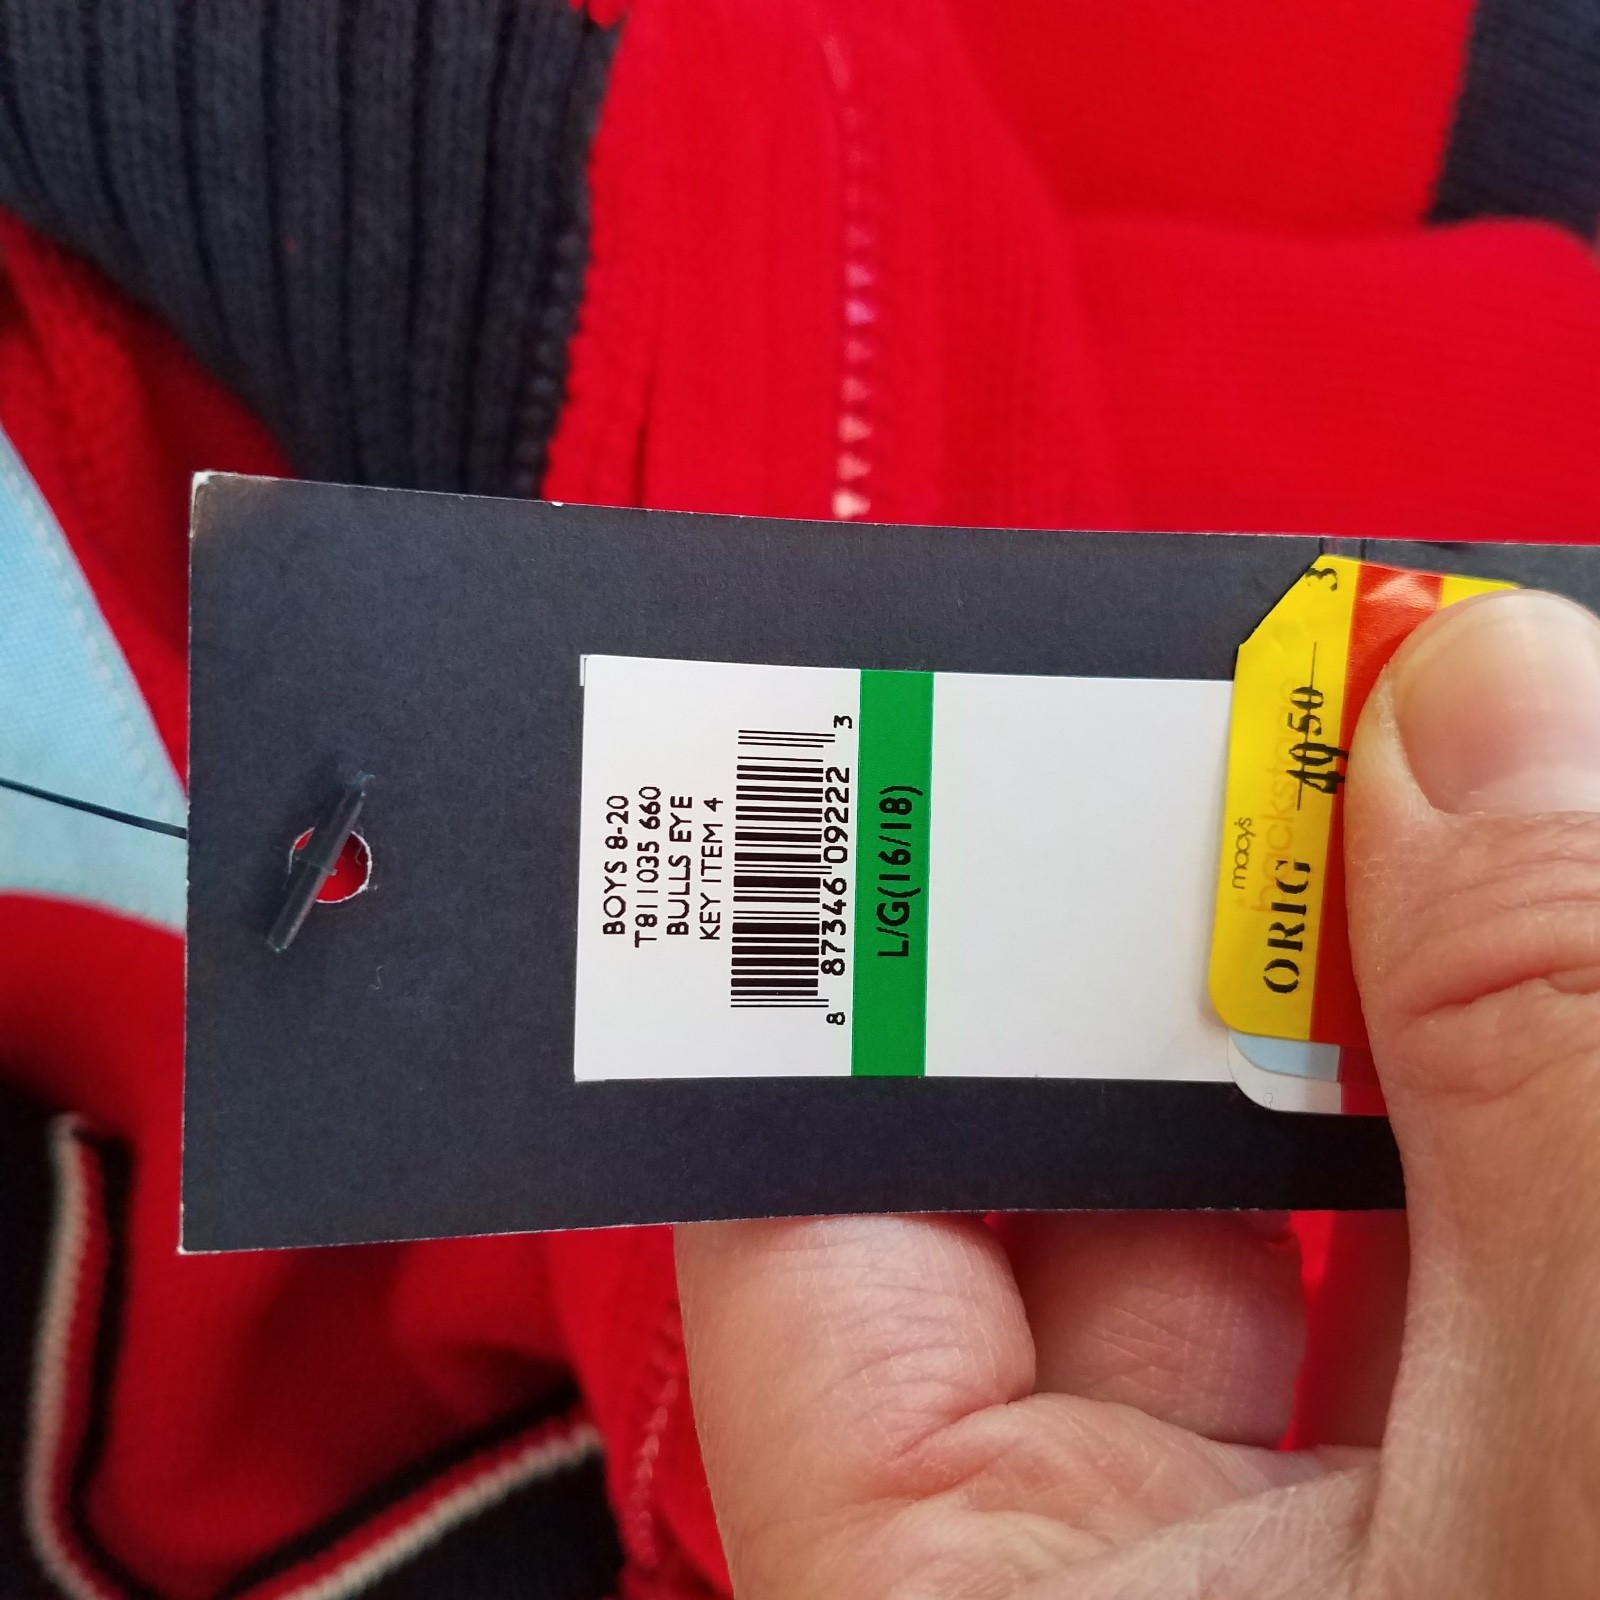 BOYS 8-20
T811035 660
BULLS EYE
KEY ITEM 4
8 87346 09222 3
L/G(16/18)
macy's
backstage
ORIG 49.50
3